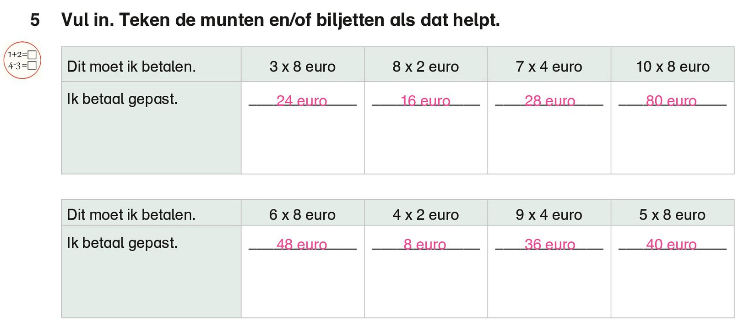 5 Vul in. Teken de munten en/of biljetten als dat helpt.
1+2=□
4-3=□
Dit moet ik betalen. 3 x 8 euro 8 x 2 euro 7 x 4 euro 10 x 8 euro
Ik betaal gepast. 24 euro 16 euro 28 euro 80 euro
Dit moet ik betalen. 6 x 8 euro 4 x 2 euro 9 x 4 euro 5 x 8 euro
Ik betaal gepast. 48 euro 8 euro 36 euro 40 euro